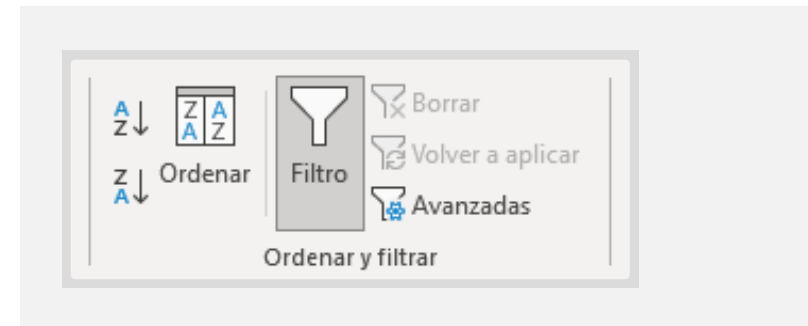 A
Z
Z A
A Z
Z
A
Ordenar
Filtro
Borrar
Volver a aplicar
Avanzadas
Ordenar y filtrar